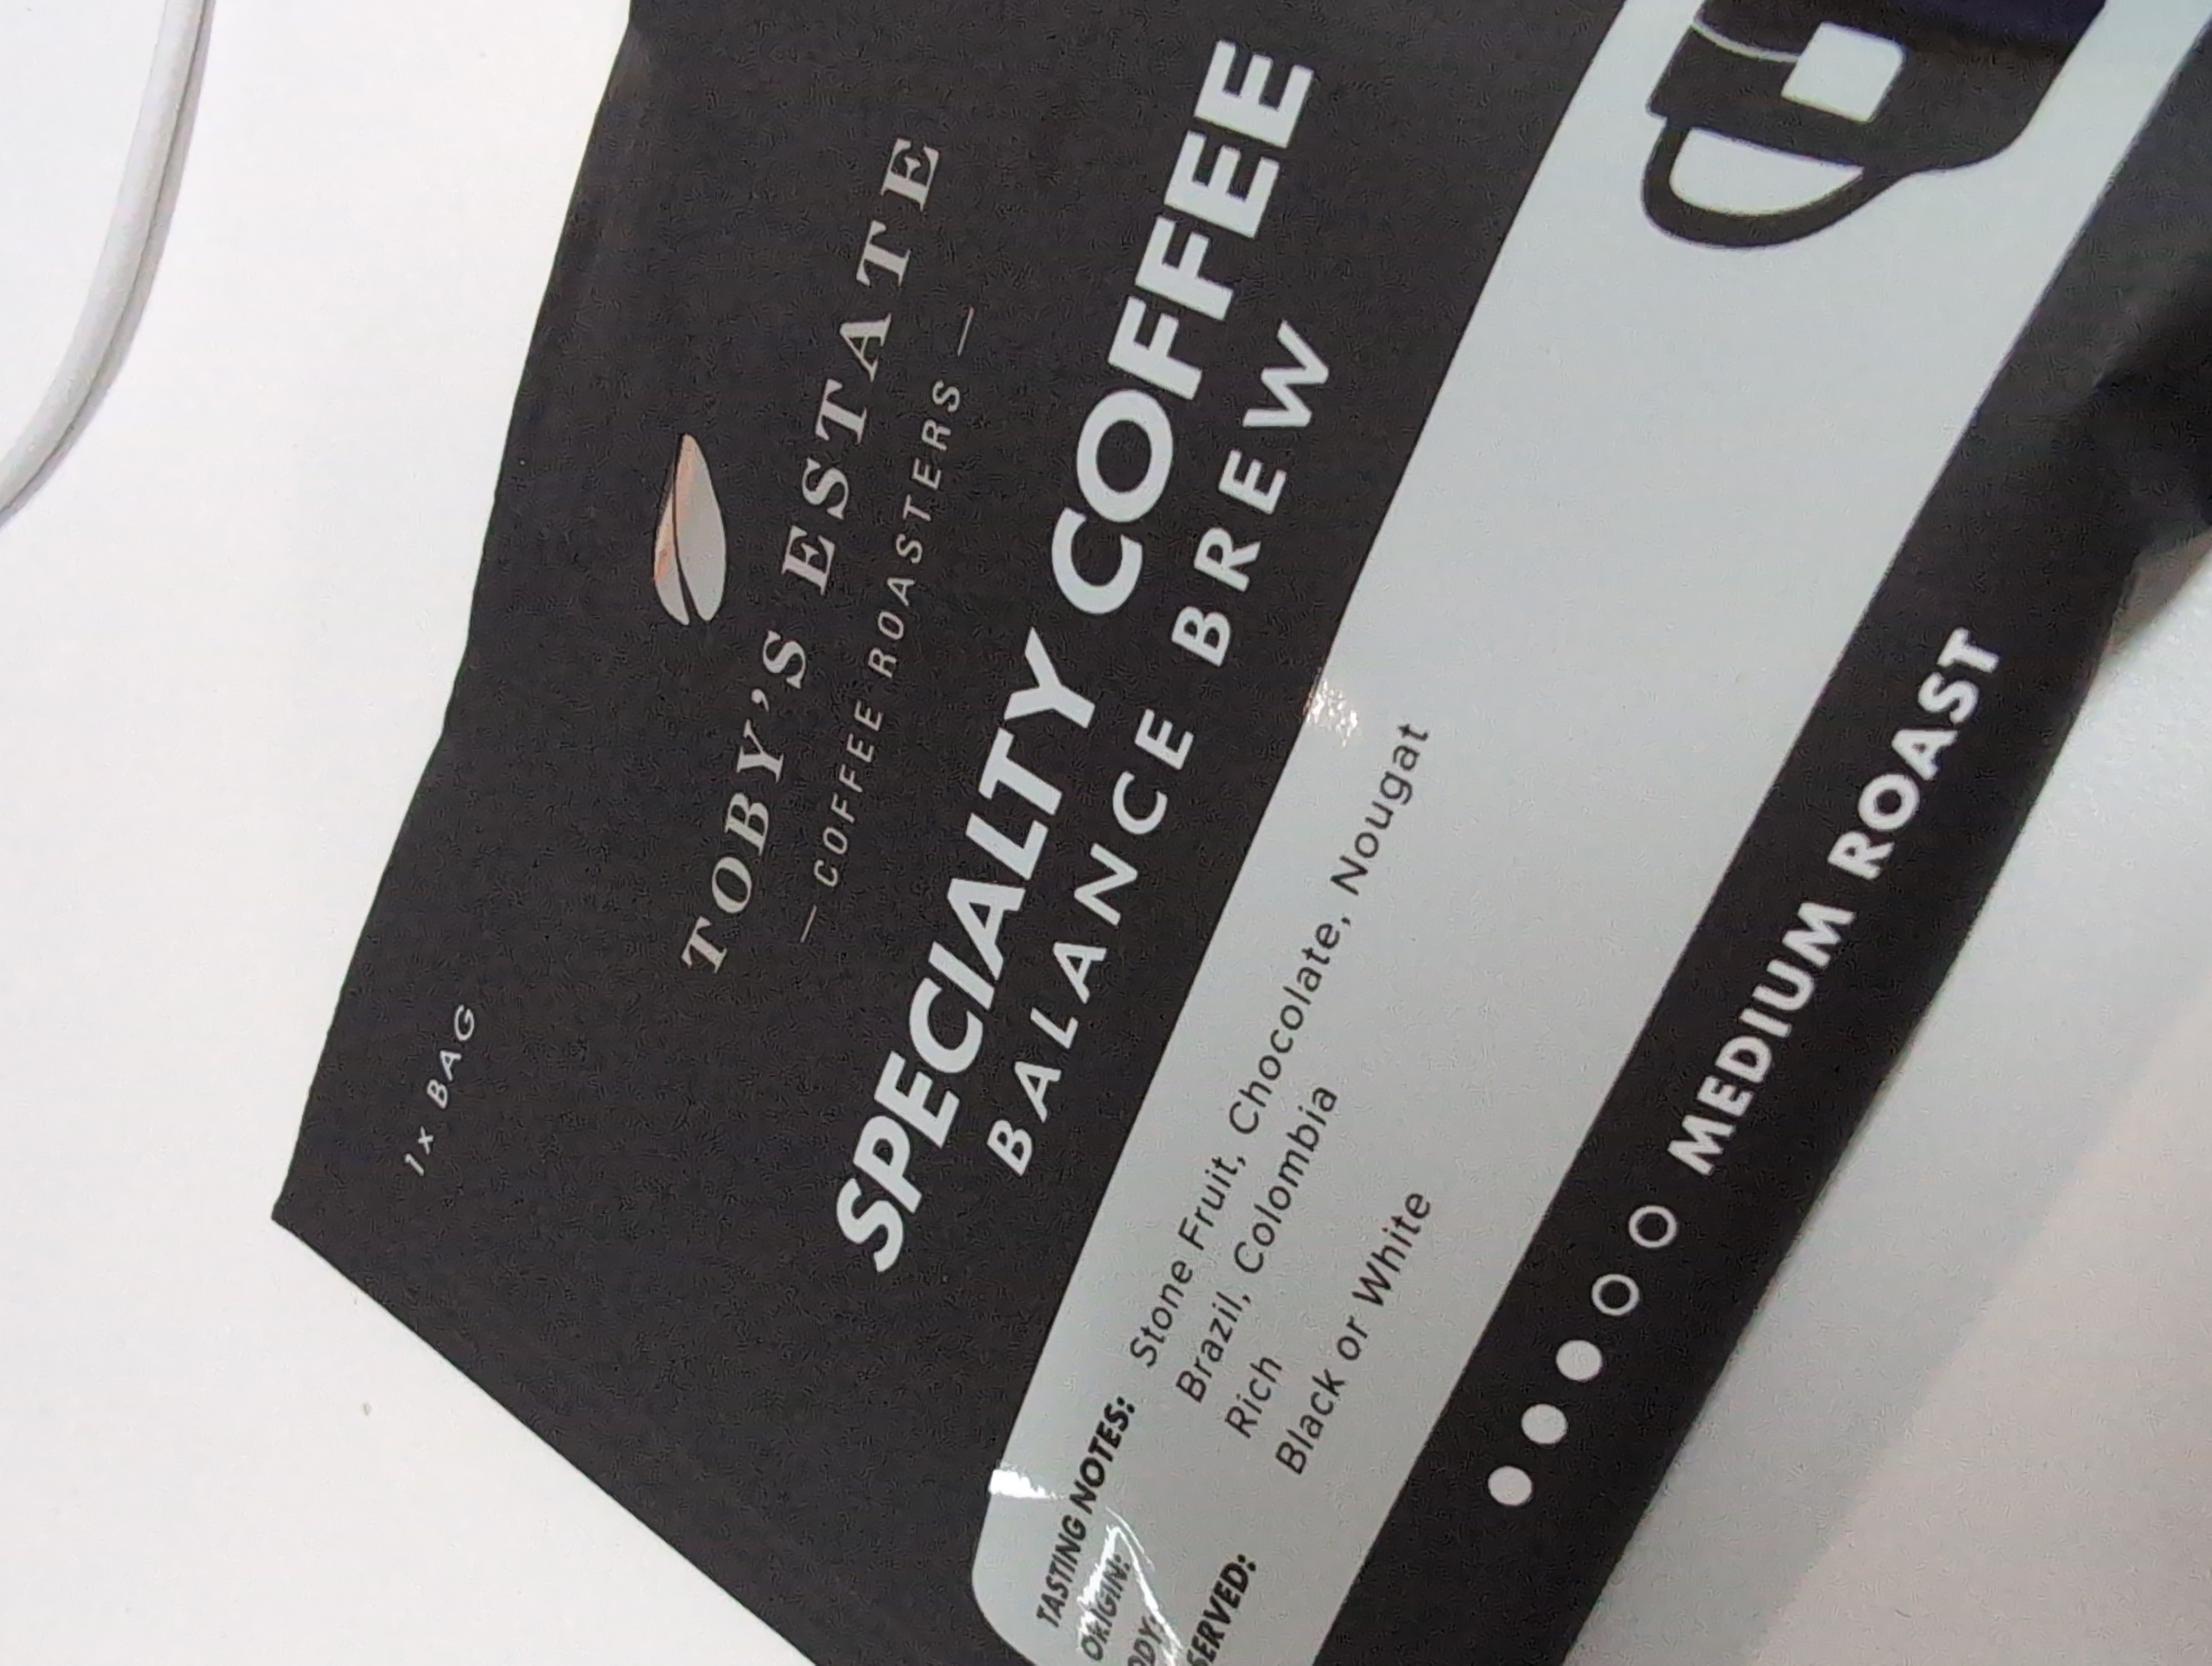 1x BAG
TOBY'S ESTATE
— COFFEE ROASTERS —
SPECIALTY COFFEE
BALANCE BREW
TASTING NOTES: Stone Fruit, Chocolate, Nougat
ORIGIN: Brazil, Colombia
ODY: Rich
SERVED: Black or White
MEDIUM ROAST